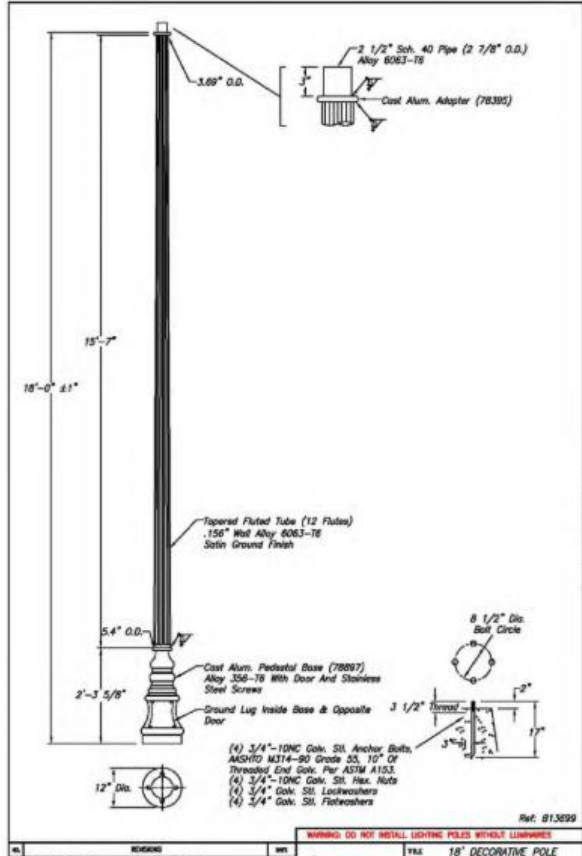 2 1/2" Sch. 40 Pipe (2 7/8" O.D.)
Alloy 6063-T6
3"
3.69" O.D.
Cast Alum. Adapter (78395)
15'-7"
18'-0" ±1"
Tapered Fluted Tube (12 Flutes)
.156" Wall Alloy 6063-T6
Satin Ground Finish
5.4" O.D.
8 1/2" Dia.
Bolt Circle
Cast Alum. Pedestal Base (78897)
Alloy 356-T6 With Door And Stainless
Steel Screws
2'-3 5/8"
2"
3 1/2" Thread
17"
3"
Ground Lug Inside Base & Opposite
Door
(4) 3/4"-10NC Galv. Stl. Anchor Bolts,
AASHTO M314-90 Grade 55, 10" Of
Threaded End Galv. Per ASTM A153.
(4) 3/4"-10NC Galv. Stl. Hex. Nuts
(4) 3/4" Galv. Stl. Lockwashers
(4) 3/4" Galv. Stl. Flatwashers
12" Dia.
Ref: B13699
WARNING: DO NOT INSTALL LIGHTING POLES WITHOUT LUMINAIRES
NO. REVISIONS DATE
TITLE 18' DECORATIVE POLE